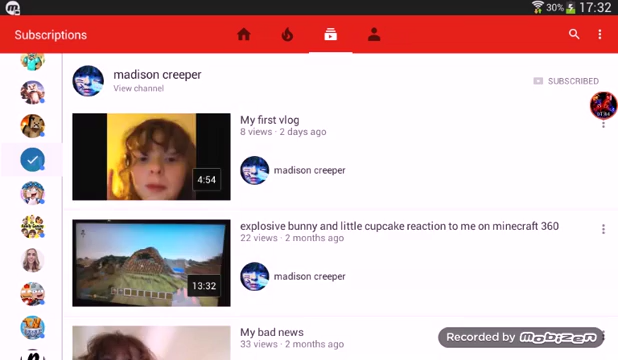 30% 17:32
Subscriptions
madison creeper
View channel
SUBSCRIBED
My first vlog
8 views · 2 days ago
madison creeper
4:54
explosive bunny and little cupcake reaction to me on minecraft 360
22 views · 2 months ago
madison creeper
13:32
My bad news
33 views · 2 months ago
Recorded by mobizen